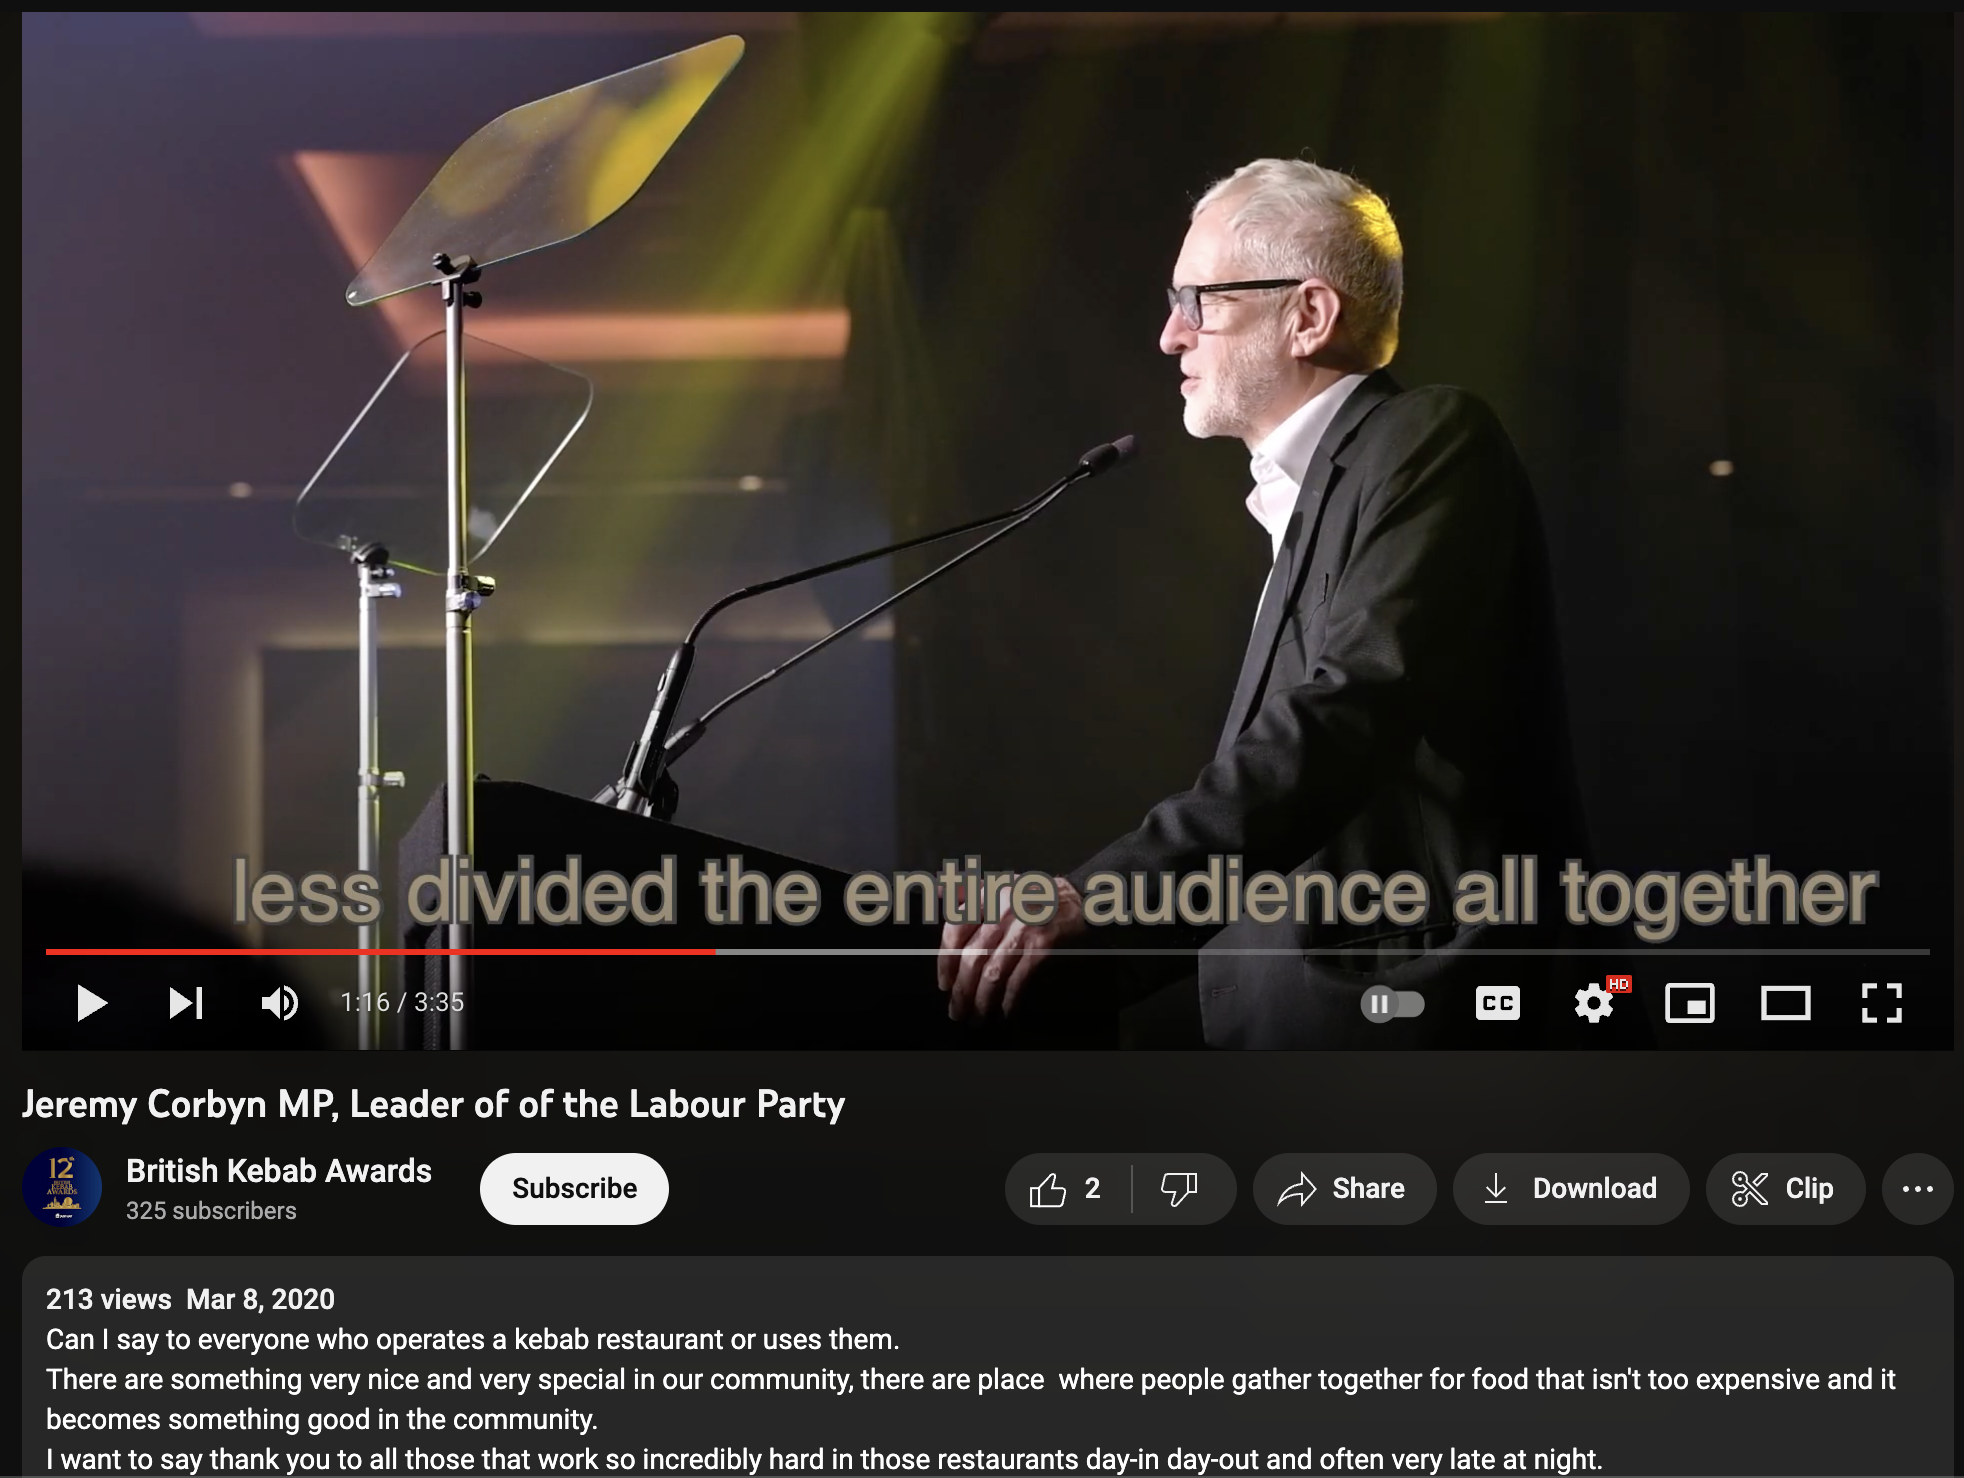 less divided the entire audience all together
1:16 / 3:35
CC
HD
Jeremy Corbyn MP, Leader of of the Labour Party
12
BRITISH
KEBAB
AWARDS
British Kebab Awards
325 subscribers
Subscribe
2
Share
Download
Clip
213 views Mar 8, 2020
Can I say to everyone who operates a kebab restaurant or uses them.
There are something very nice and very special in our community, there are place  where people gather together for food that isn't too expensive and it
becomes something good in the community.
I want to say thank you to all those that work so incredibly hard in those restaurants day-in day-out and often very late at night.